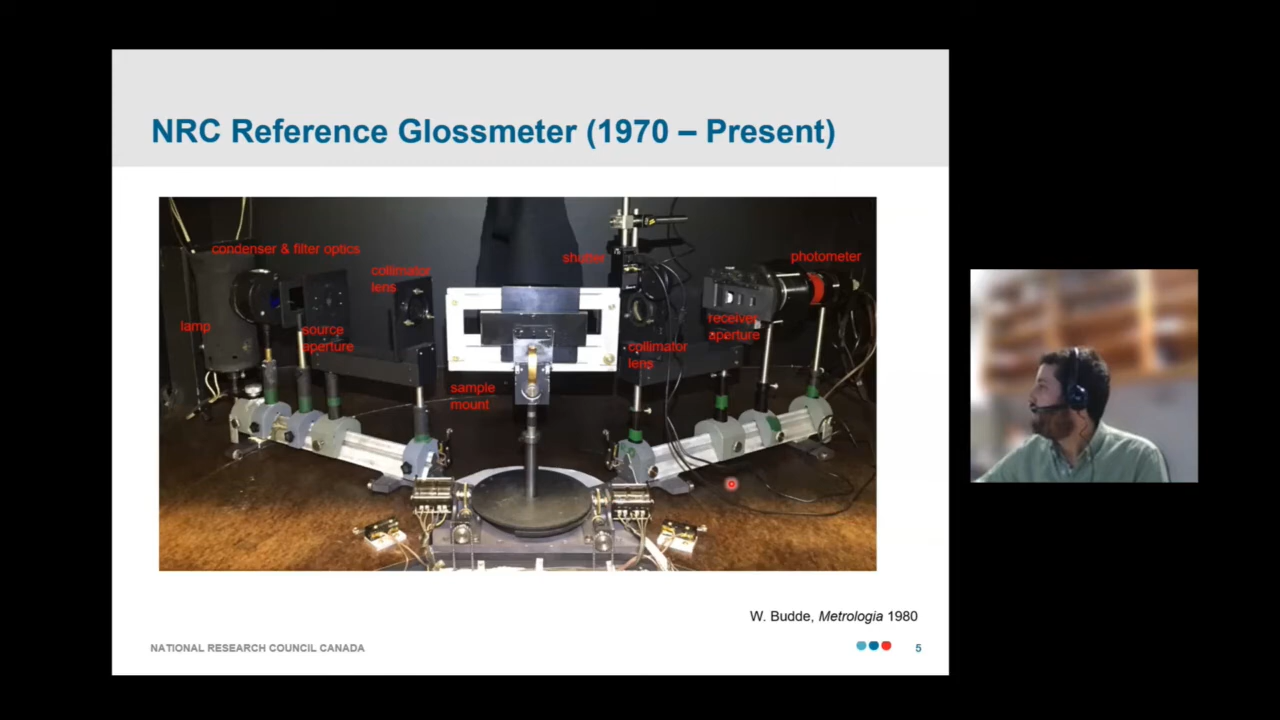 NRC Reference Glossmeter (1970 – Present)
condenser & filter optics
shutter
photometer
collimator
lens
lamp
source
aperture
receiver
aperture
collimator
lens
sample
mount
W. Budde, Metrologia 1980
NATIONAL RESEARCH COUNCIL CANADA
5